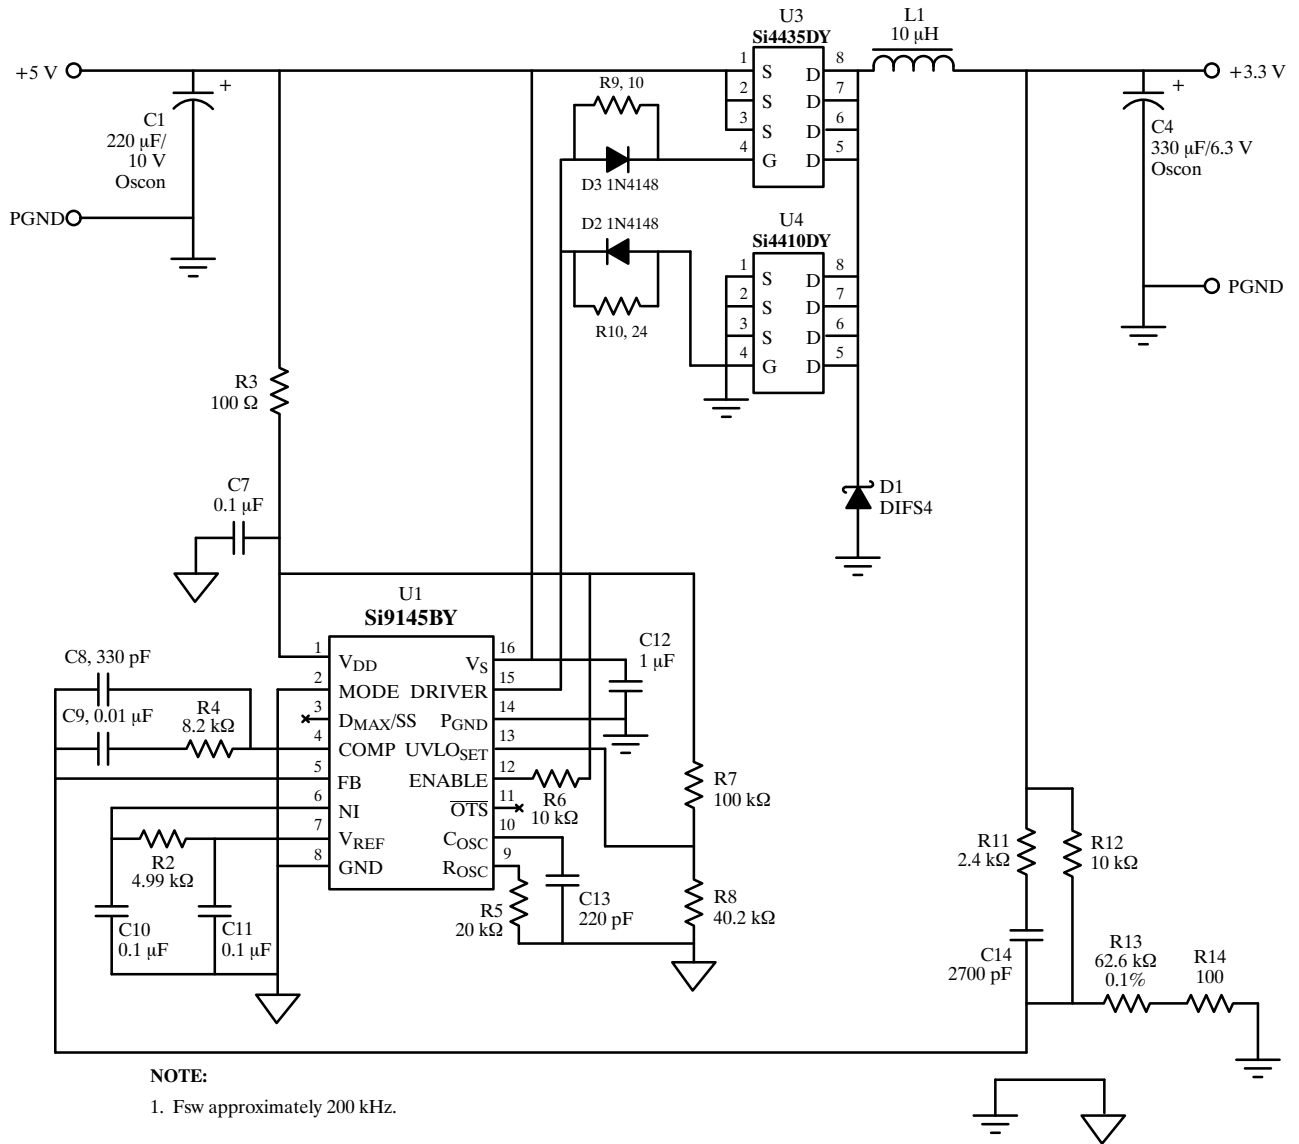 U3
Si4435DY
L1
10 µH
+5 V
+
C1
220 µF/
10 V
Oscon
PGND
R9, 10
D3 1N4148
D2 1N4148
R10, 24
1 S D 8
2 S D 7
3 S D 6
4 G D 5
U4
Si4410DY
1 S D 8
2 S D 7
3 S D 6
4 G D 5
+3.3 V
+
C4
330 µF/6.3 V
Oscon
PGND
R3
100 Ω
C7
0.1 µF
D1
DIFS4
U1
Si9145BY
1 VDD VS 16
2 MODE DRIVER 15
3 DMAX/SS PGND 14
4 COMP UVLOSET 13
5 FB ENABLE 12
6 NI OTS 11
7 VREF COSC 10
8 GND ROSC 9
C8, 330 pF
C9, 0.01 µF
R4
8.2 kΩ
C12
1 µF
R6
10 kΩ
R7
100 kΩ
R2
4.99 kΩ
C10
0.1 µF
C11
0.1 µF
R5
20 kΩ
C13
220 pF
R8
40.2 kΩ
R11
2.4 kΩ
R12
10 kΩ
C14
2700 pF
R13
62.6 kΩ
0.1%
R14
100
NOTE:
1. Fsw approximately 200 kHz.